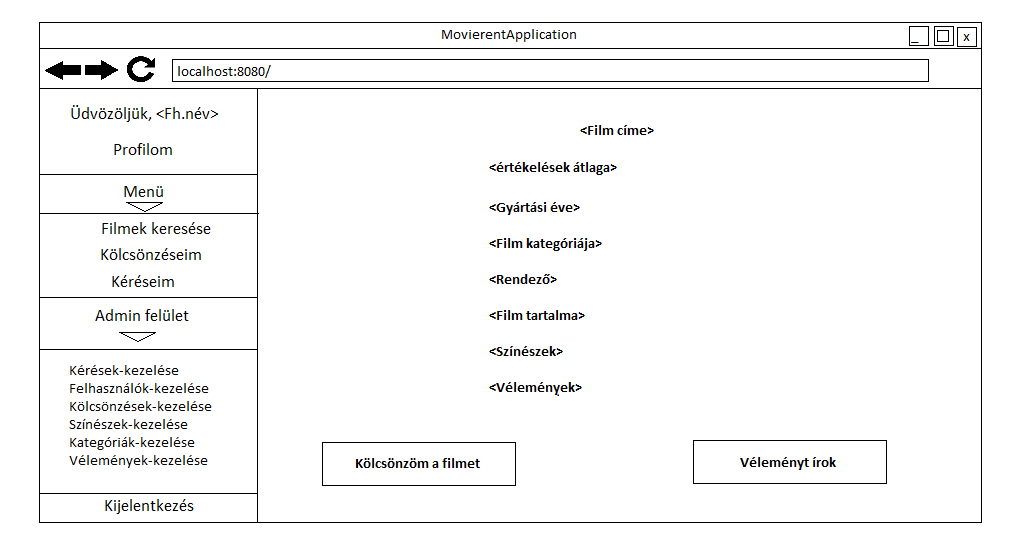 MovierentApplication
_ x
localhost:8080/
Üdvözöljük, <Fh.név>
Profilom
Menü
Filmek keresése
Kölcsönzéseim
Kéréseim
Admin felület
Kérések-kezelése
Felhasználók-kezelése
Kölcsönzések-kezelése
Színészek-kezelése
Kategóriák-kezelése
Vélemények-kezelése
Kijelentkezés
<Film címe>
<értékelések átlaga>
<Gyártási éve>
<Film kategóriája>
<Rendező>
<Film tartalma>
<Színészek>
<Vélemények>
Kölcsönzöm a filmet
Véleményt írok